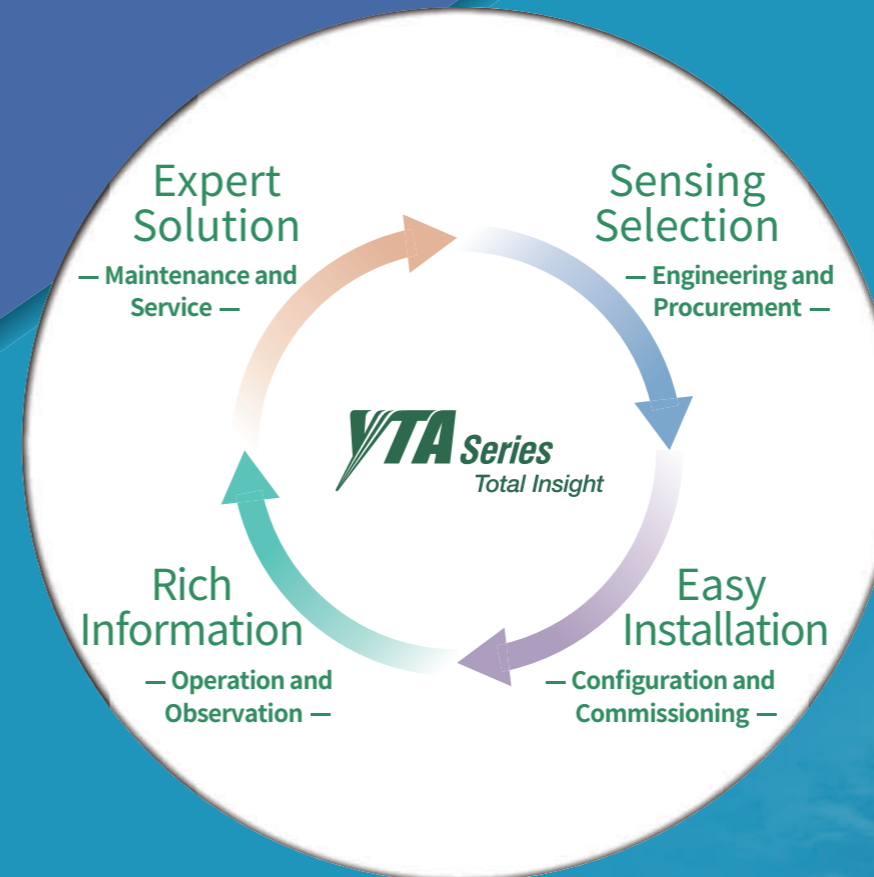 Expert
Solution
— Maintenance and
Service —
Sensing
Selection
— Engineering and
Procurement —
YTA Series
Total Insight
Rich
Information
— Operation and
Observation —
Easy
Installation
— Configuration and
Commissioning —